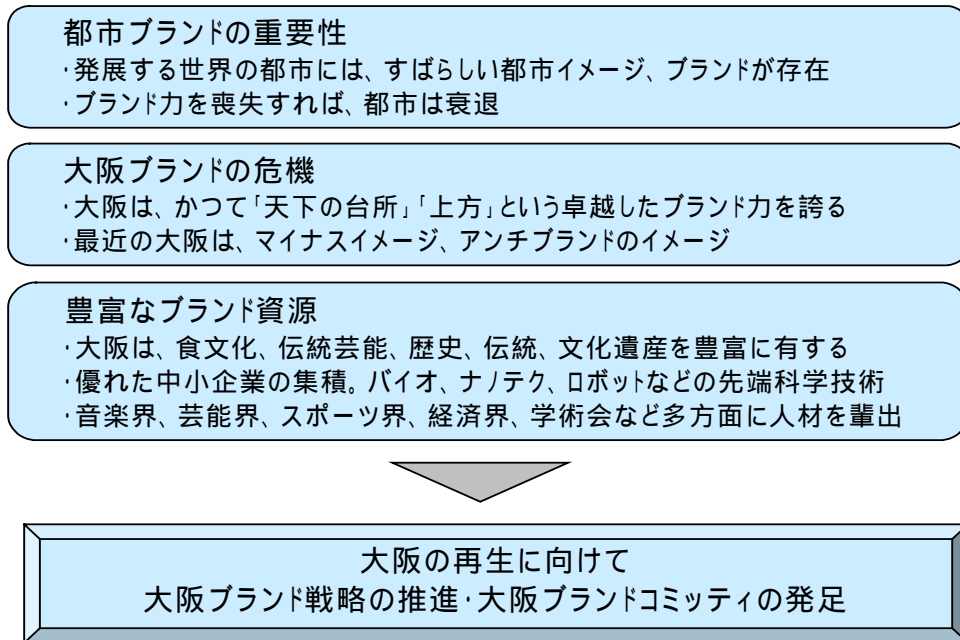 都市ブランドの重要性
･発展する世界の都市には、すばらしい都市イメージ、ブランドが存在
･ブランド力を喪失すれば、都市は衰退
大阪ブランドの危機
･大阪は、かつて｢天下の台所｣｢上方｣という卓越したブランド力を誇る
･最近の大阪は、マイナスイメージ、アンチブランドのイメージ
豊富なブランド資源
･大阪は、食文化、伝統芸能、歴史、伝統、文化遺産を豊富に有する
･優れた中小企業の集積。バイオ、ナノテク、ロボットなどの先端科学技術
･音楽界、芸能界、スポーツ界、経済界、学術会など多方面に人材を輩出
大阪の再生に向けて
大阪ブランド戦略の推進･大阪ブランドコミッティの発足